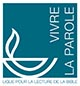 VIVRE
LA PAROLE
LIGUE POUR LA LECTURE DE LA BIBLE